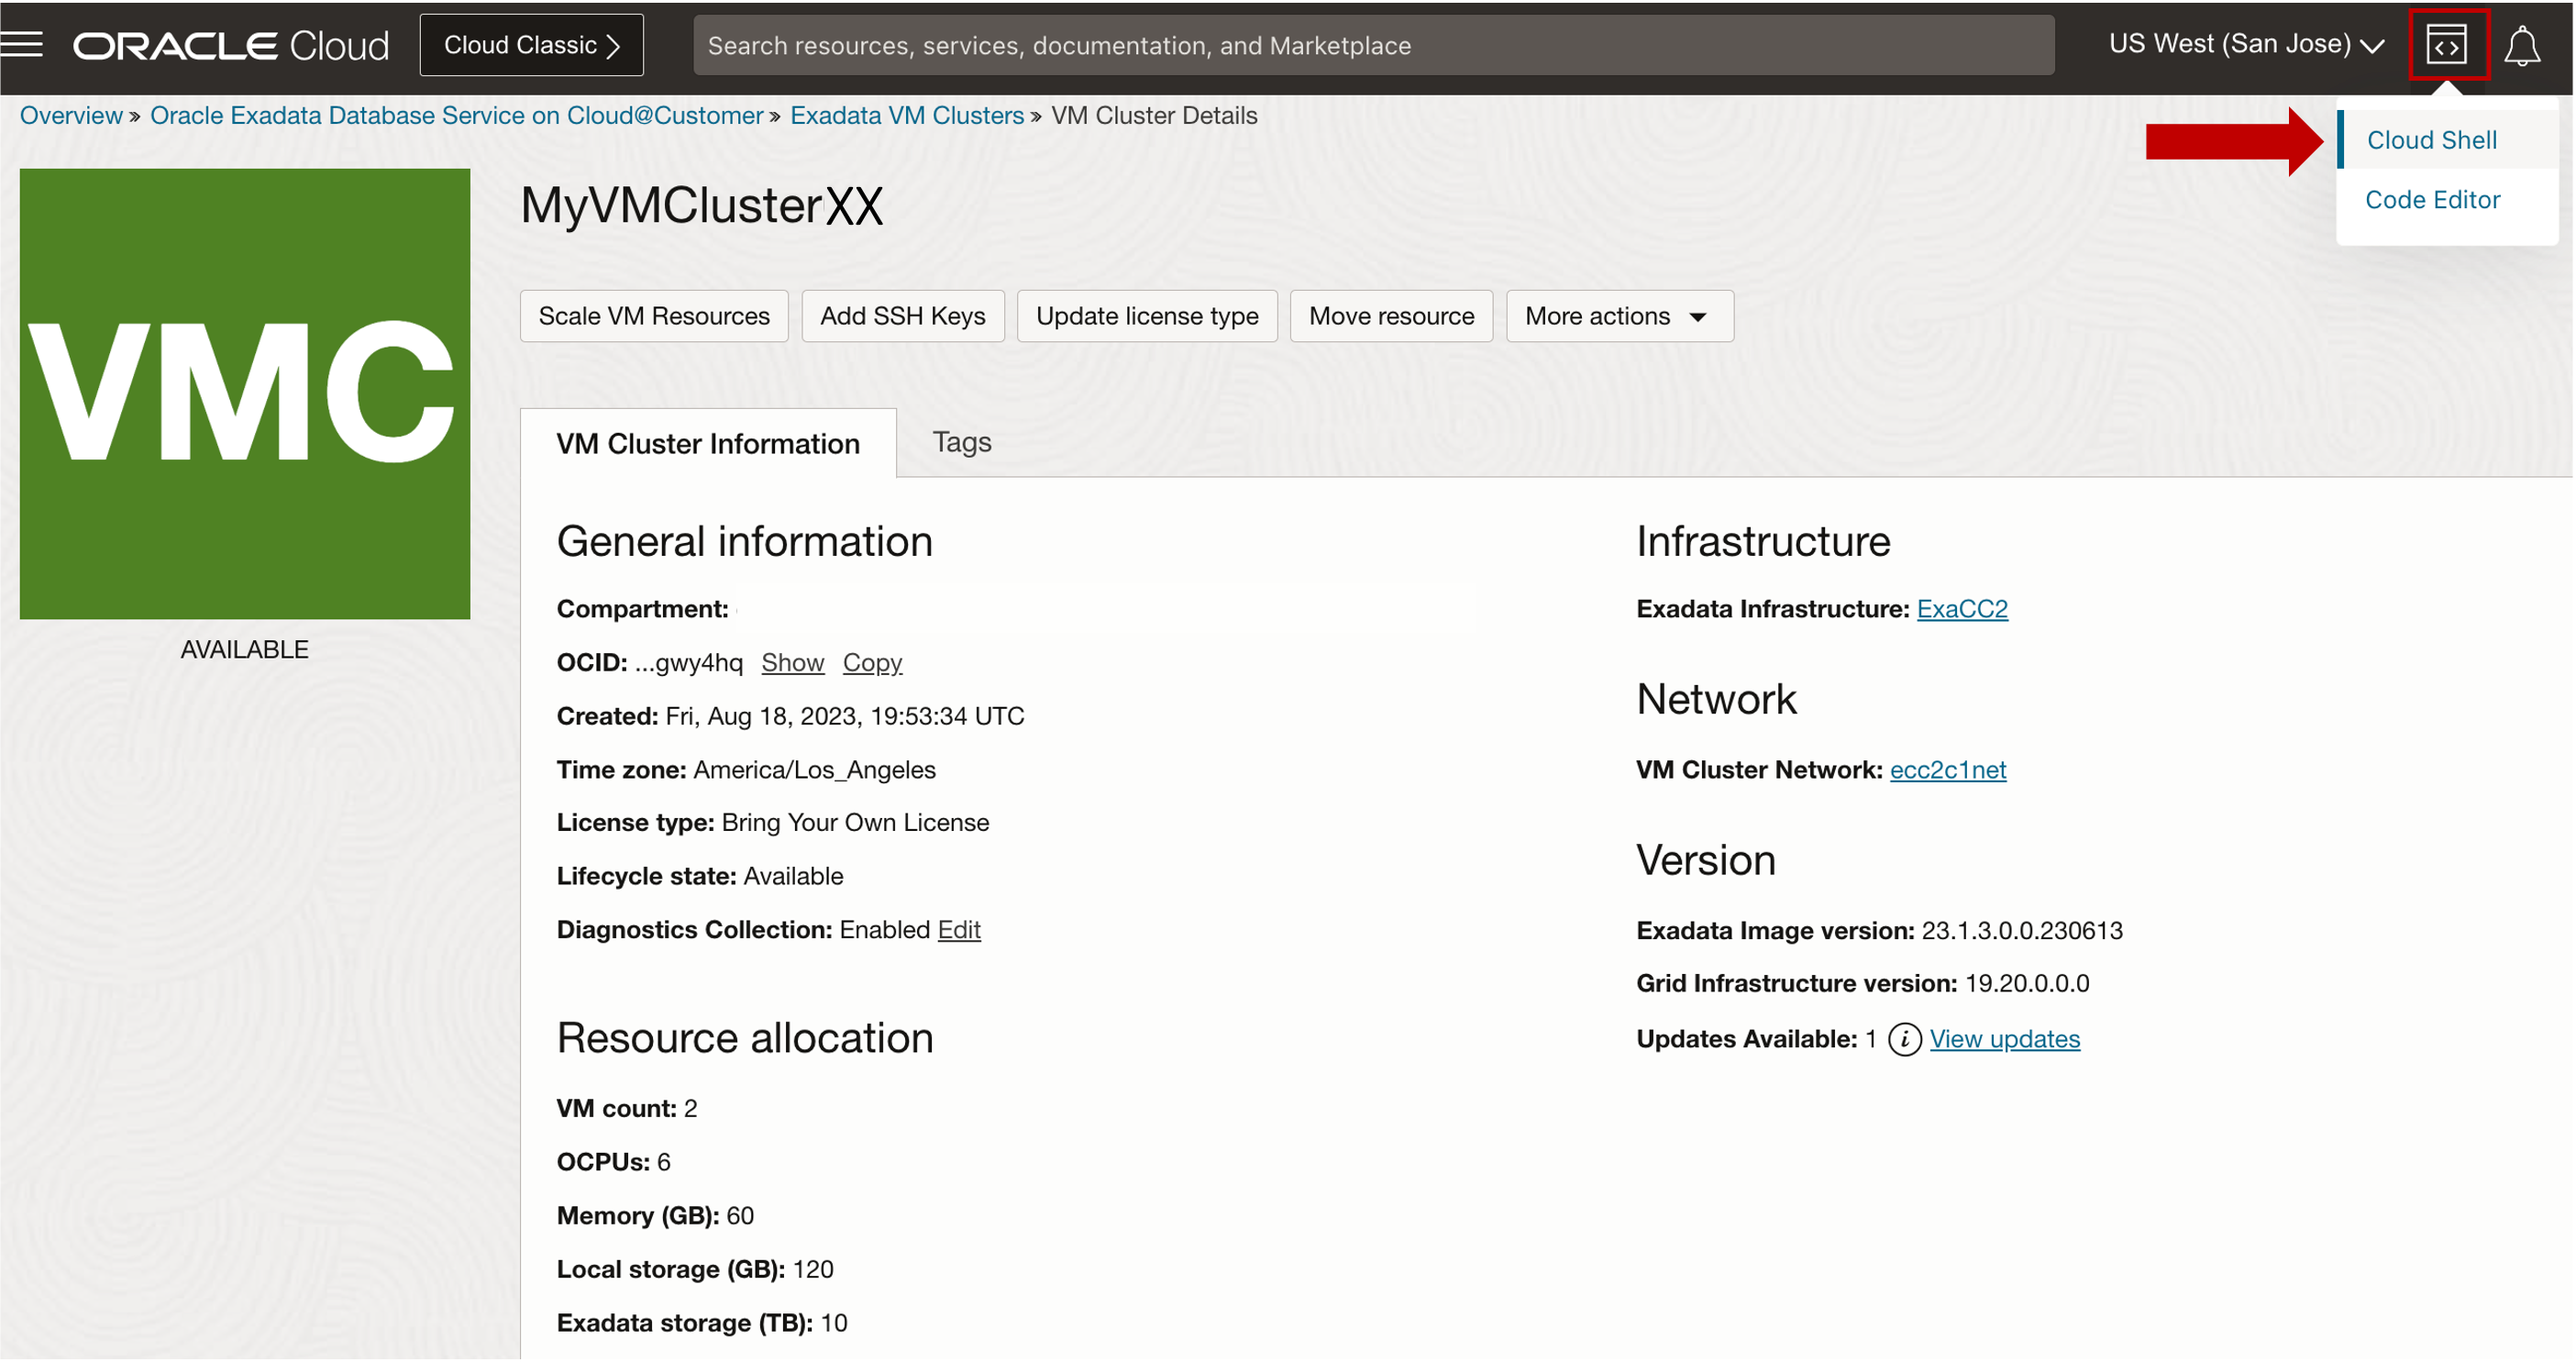 ORACLE Cloud
Cloud Classic >
Search resources, services, documentation, and Marketplace
US West (San Jose)
Overview » Oracle Exadata Database Service on Cloud@Customer » Exadata VM Clusters » VM Cluster Details
Cloud Shell
Code Editor
VMC
AVAILABLE
MyVMClusterXX
Scale VM Resources
Add SSH Keys
Update license type
Move resource
More actions
VM Cluster Information
Tags
General information
Compartment:
OCID: ...gwy4hq Show Copy
Created: Fri, Aug 18, 2023, 19:53:34 UTC
Time zone: America/Los_Angeles
License type: Bring Your Own License
Lifecycle state: Available
Diagnostics Collection: Enabled Edit
Resource allocation
VM count: 2
OCPUs: 6
Memory (GB): 60
Local storage (GB): 120
Exadata storage (TB): 10
Infrastructure
Exadata Infrastructure: ExaCC2
Network
VM Cluster Network: ecc2c1net
Version
Exadata Image version: 23.1.3.0.0.230613
Grid Infrastructure version: 19.20.0.0.0
Updates Available: 1 i View updates